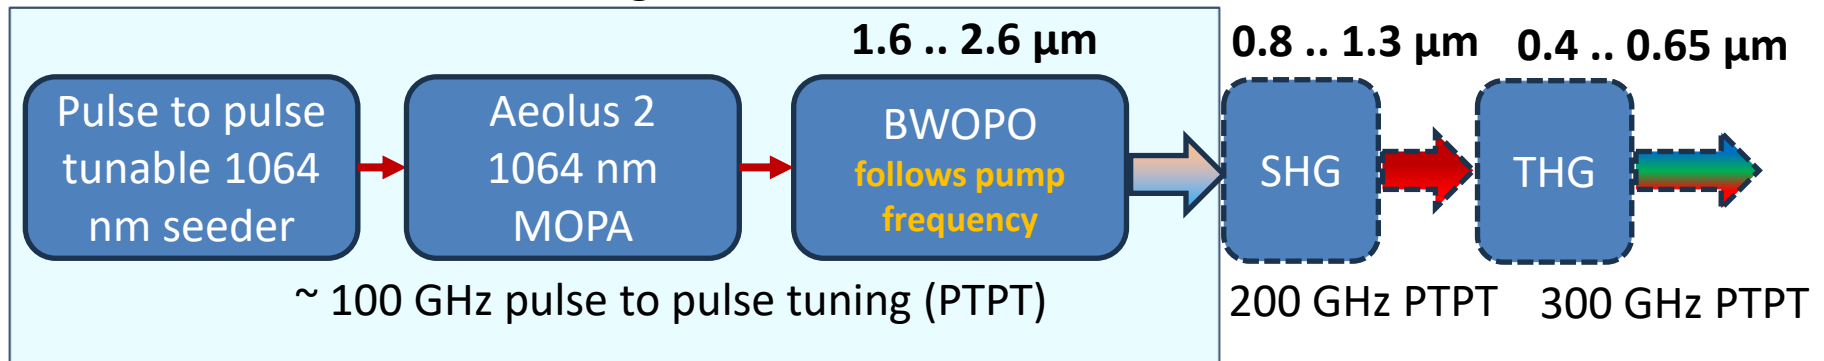 1.6 .. 2.6 µm
0.8 .. 1.3 µm
0.4 .. 0.65 µm
Pulse to pulse
tunable 1064
nm seeder
Aeolus 2
1064 nm
MOPA
BWOPO
follows pump
frequency
SHG
THG
~ 100 GHz pulse to pulse tuning (PTPT)
200 GHz PTPT
300 GHz PTPT